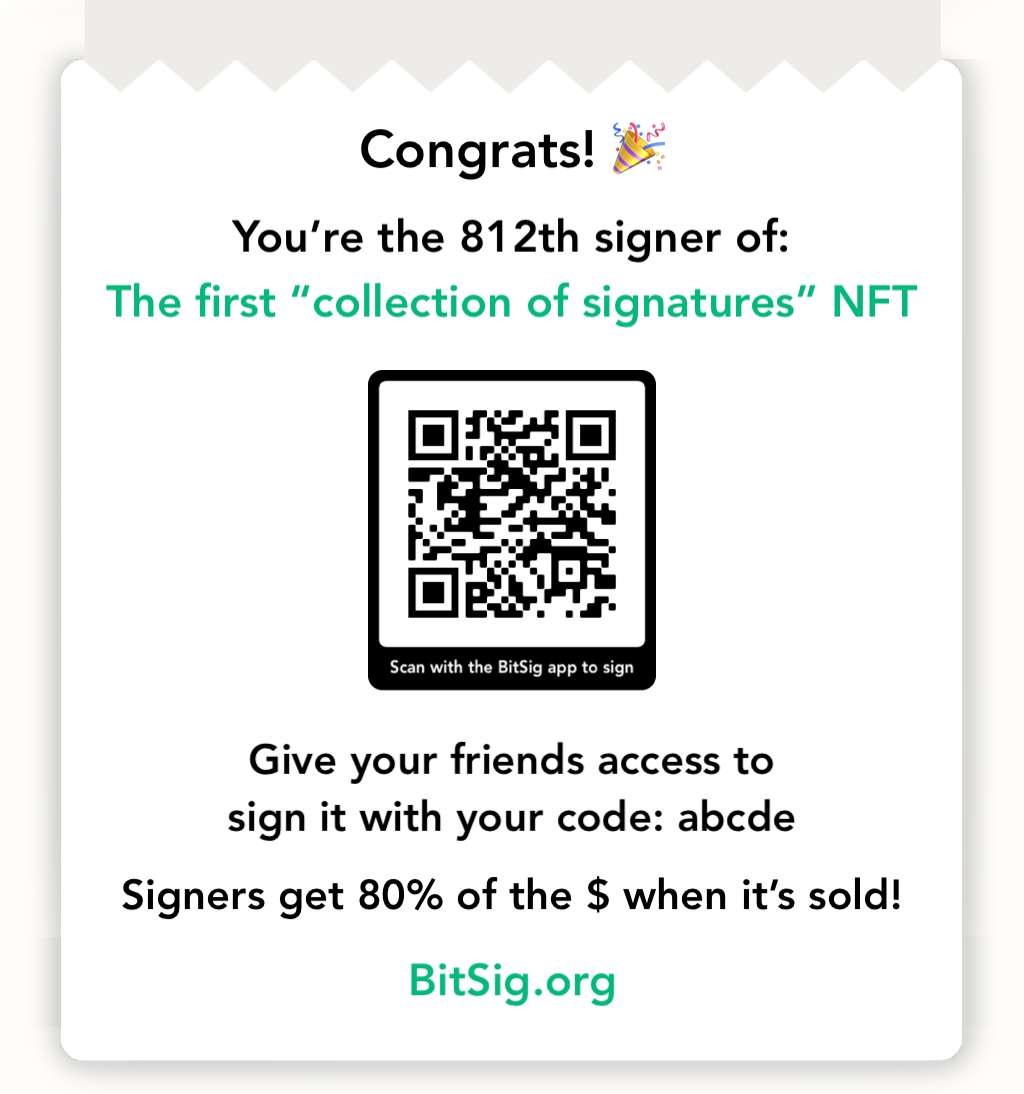 Congrats! 🎉
You’re the 812th signer of:
The first “collection of signatures” NFT
Scan with the BitSig app to sign
Give your friends access to
sign it with your code: abcde
Signers get 80% of the $ when it’s sold!
BitSig.org